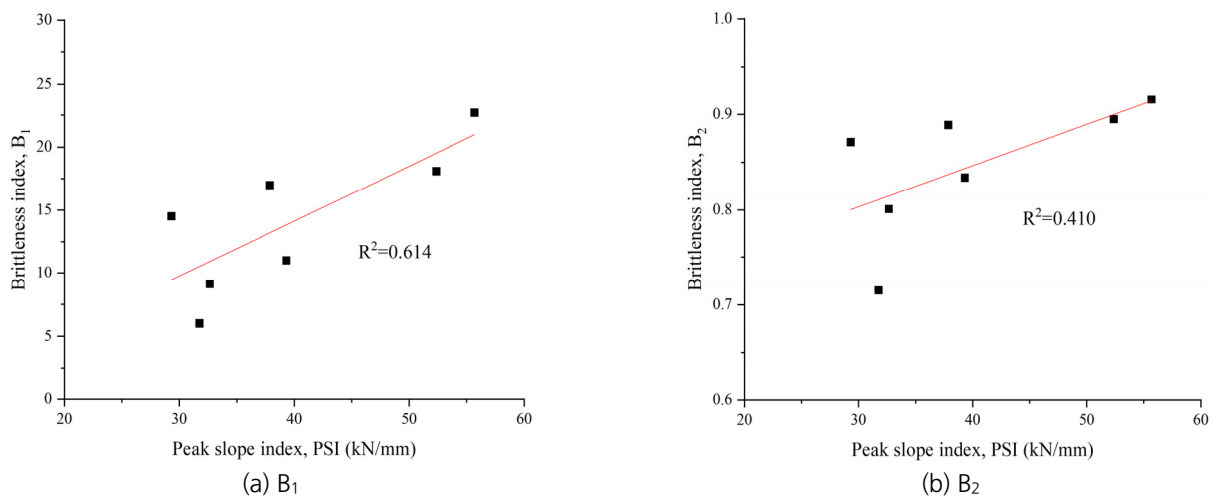 30
25
20
15
10
5
0
Brittleness index, B₁
R²=0.614
20
30
40
50
60
Peak slope index, PSI (kN/mm)
(a) B₁
1.0
0.9
0.8
0.7
0.6
Brittleness index, B₂
R²=0.410
20
30
40
50
60
Peak slope index, PSI (kN/mm)
(b) B₂